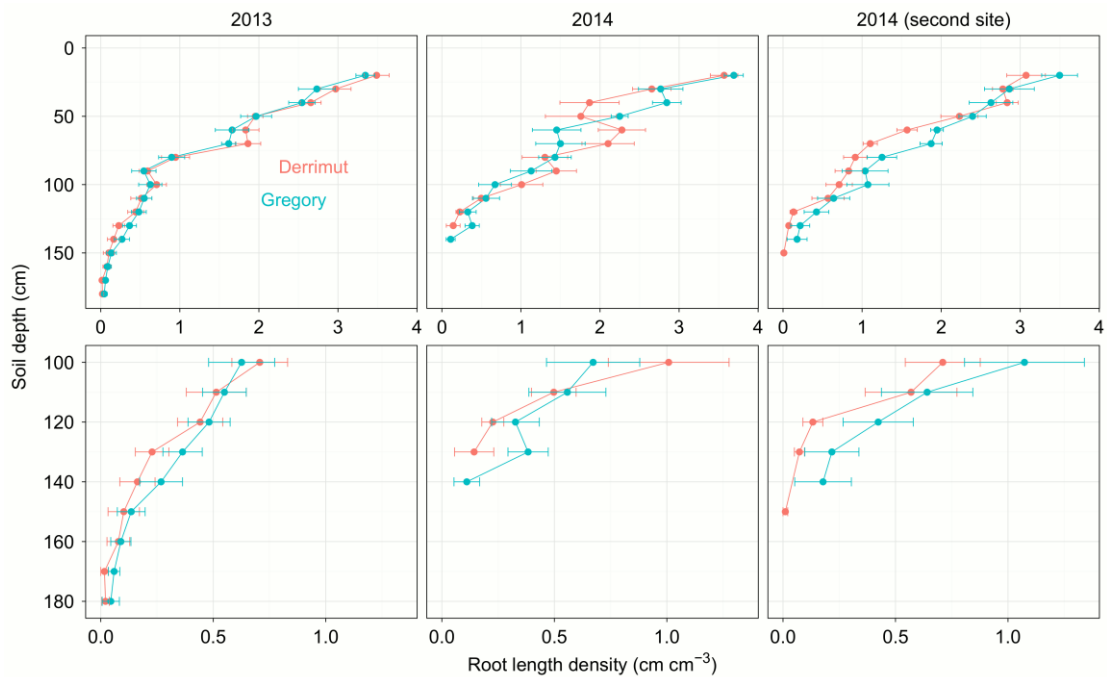 2013
2014
2014 (second site)
0
50
100
150
Derrimut
Gregory
0 1 2 3 4
0 1 2 3 4
0 1 2 3 4
Soil depth (cm)
100
120
140
160
180
0.0 0.5 1.0
0.0 0.5 1.0
0.0 0.5 1.0
Root length density (cm cm⁻³)